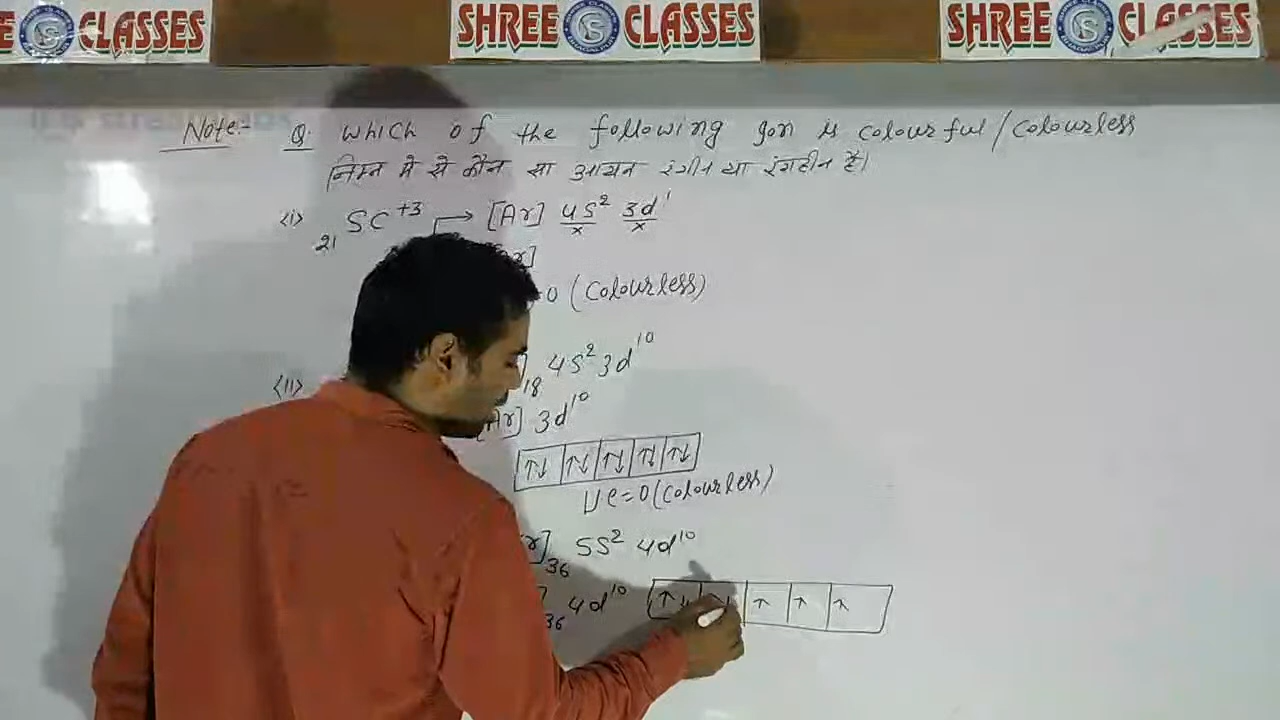 SHREE CLASSES
SHREE CLASSES
CLASSES
Note:- Q. which of the following Ion is colourful/colourless
निम्न मे से कौन सा आयन रंगीन या रंगहीन है।
(i) 21 SC+3 → [Ar] 4S2 3d1
x x
0 (Colourless)
(ii) 18 4S2 3d10
[Ar] 3d10
↑↓ ↑↓ ↑↓ ↑↓ ↑↓
Ue=0 (Colourless)
36 5S2 4d10
36 4d10 ↑↓ ↑ ↑ ↑